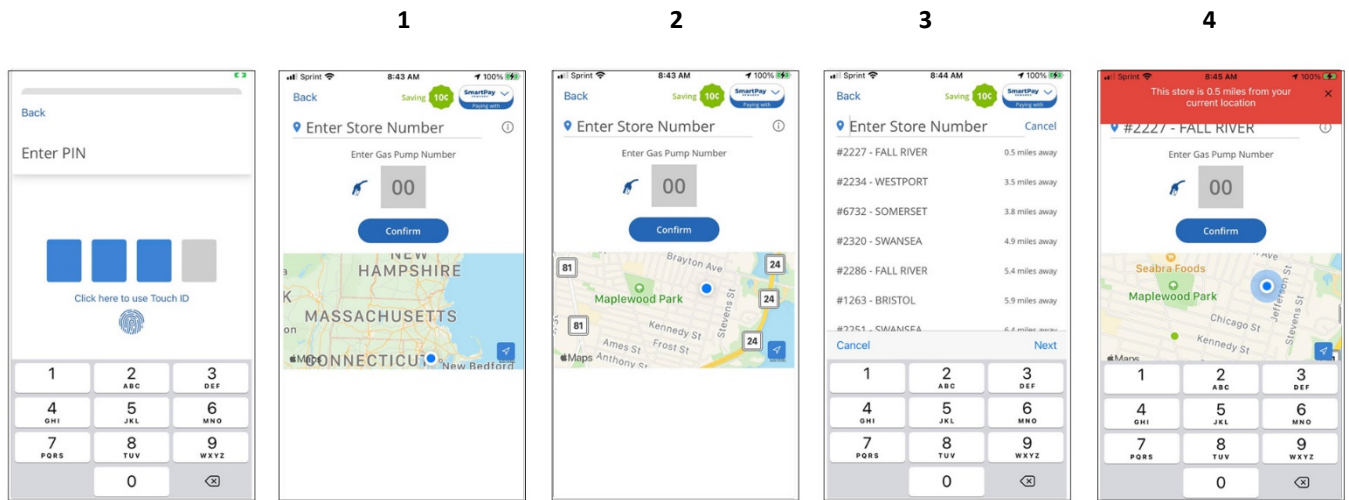 1
2
3
4
Back
Enter PIN
Click here to use Touch ID
1
2 ABC
3 DEF
4 GHI
5 JKL
6 MNO
7 PQRS
8 TUV
9 WXYZ
0
Sprint 8:43 AM 100%
Back Saving 10¢ SmartPay
Paying with
Enter Store Number
Enter Gas Pump Number
00
Confirm
NEW
HAMPSHIRE
MASSACHUSETTS
CONNECTICUT
New Bedford
Maps
Sprint 8:43 AM 100%
Back Saving 10¢ SmartPay
Paying with
Enter Store Number
Enter Gas Pump Number
00
Confirm
81
Brayton Ave
24
Maplewood Park
24
81
Kennedy St
Stevens St
Ames St
Frost St
24
Maps
Anthony St
Sprint 8:44 AM 100%
Back Saving 10¢ SmartPay
Paying with
Enter Store Number Cancel
#2227 - FALL RIVER 0.5 miles away
#2234 - WESTPORT 3.5 miles away
#6732 - SOMERSET 3.8 miles away
#2320 - SWANSEA 4.9 miles away
#2286 - FALL RIVER 5.4 miles away
#1263 - BRISTOL 5.9 miles away
#2251 - SWANSEA 6.4 miles away
Cancel Next
1
2 ABC
3 DEF
4 GHI
5 JKL
6 MNO
7 PQRS
8 TUV
9 WXYZ
0
Sprint 8:45 AM 100%
This store is 0.5 miles from your
current location
#2227 - FALL RIVER
Enter Gas Pump Number
00
Confirm
Seabra Foods
Ave
Maplewood Park
Jefferson St
Chicago St
Stevens St
Kennedy St
Maps
1
2 ABC
3 DEF
4 GHI
5 JKL
6 MNO
7 PQRS
8 TUV
9 WXYZ
0